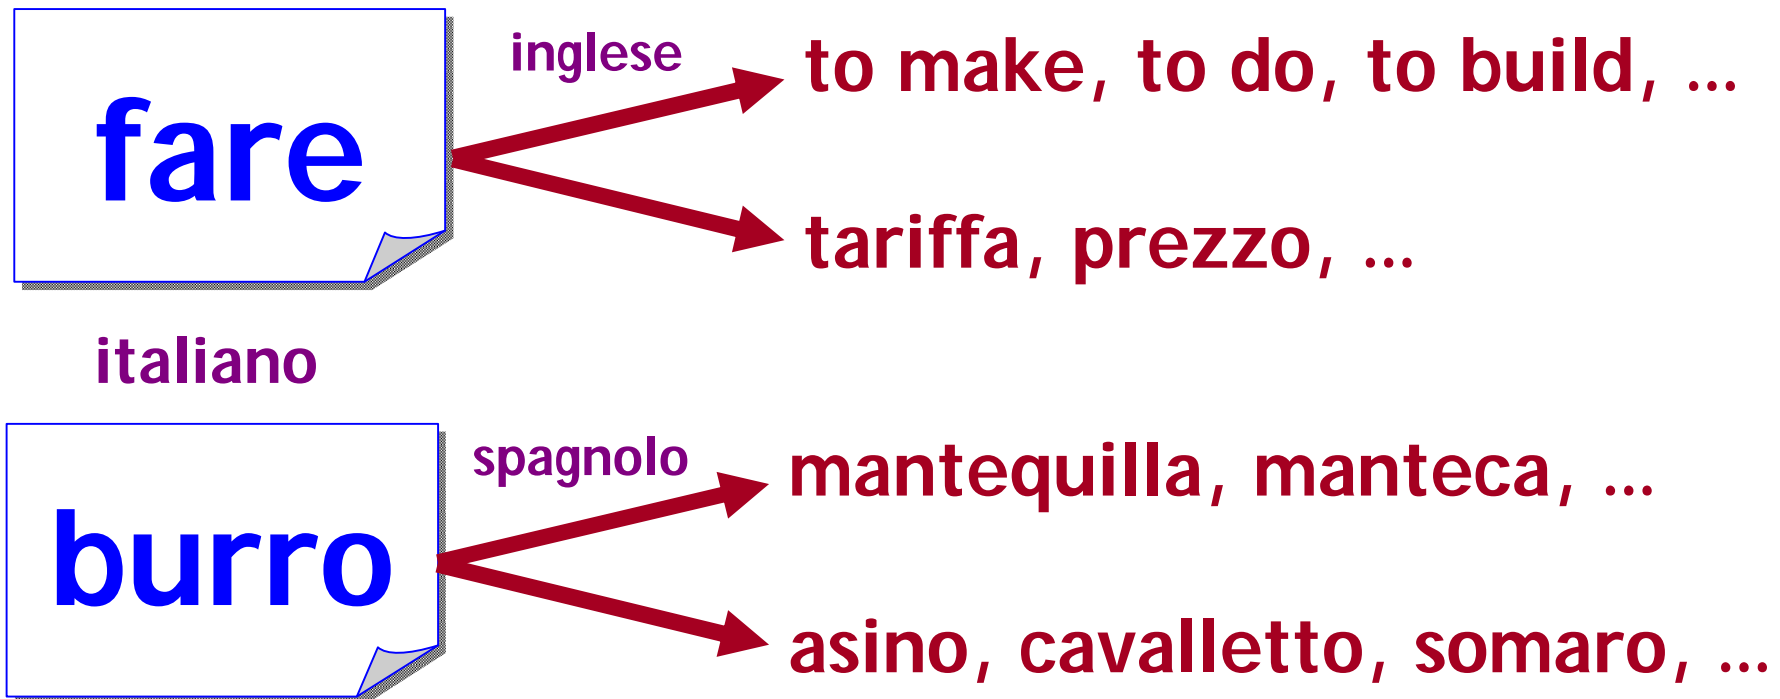 fare
inglese
to make, to do, to build, ...
tariffa, prezzo, ...
italiano
burro
spagnolo
mantequilla, manteca, ...
asino, cavalletto, somaro, ...